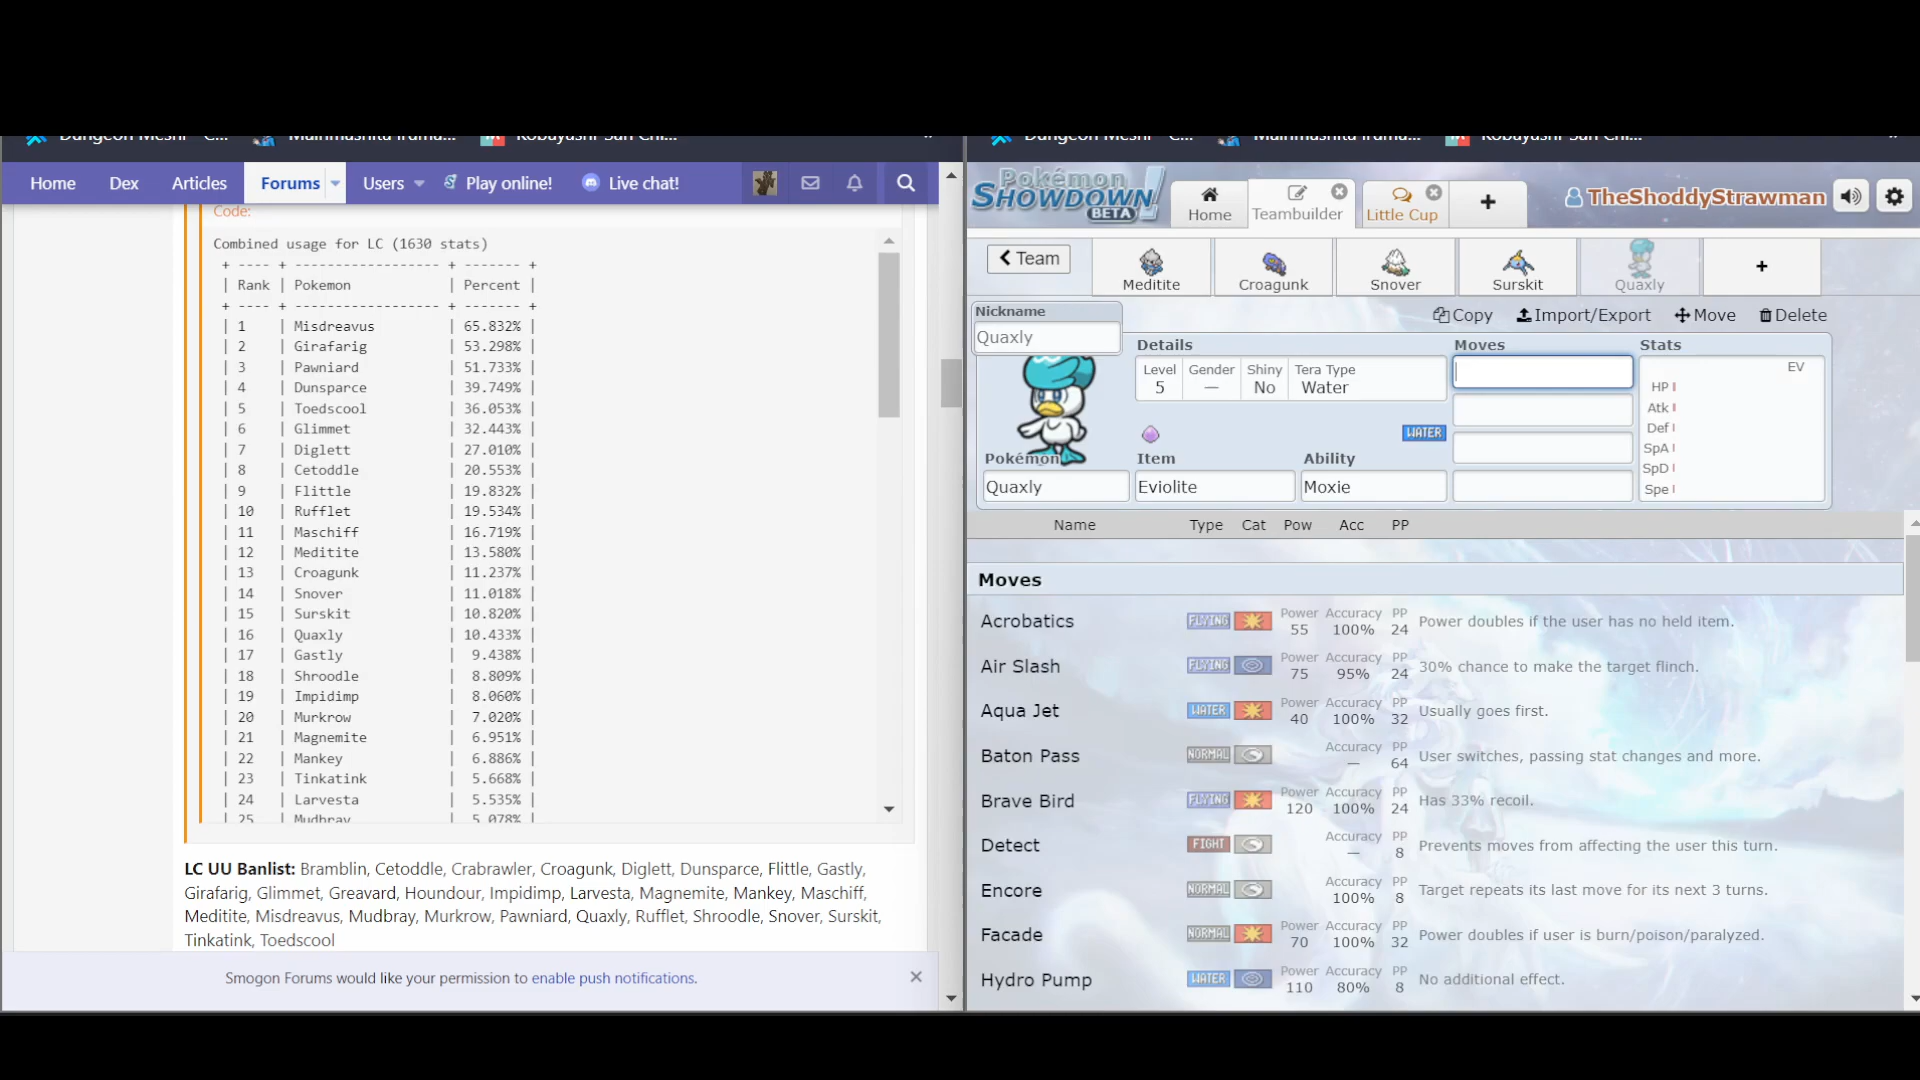 Dungeon Meshi - C...
Kobayashi San Chi...
Dungeon Meshi - C...
Kobayashi San Chi...
Home Dex Articles Forums Users Play online! Live chat!
Code:
Combined usage for LC (1630 stats)
+ ---- + ------------------ + ------- +
| Rank | Pokemon | Percent |
+ ---- + ------------------ + ------- +
| 1 | Misdreavus | 65.832% |
| 2 | Girafarig | 53.298% |
| 3 | Pawniard | 51.733% |
| 4 | Dunsparce | 39.749% |
| 5 | Toedscool | 36.053% |
| 6 | Glimmet | 32.443% |
| 7 | Diglett | 27.010% |
| 8 | Cetoddle | 20.553% |
| 9 | Flittle | 19.832% |
| 10 | Rufflet | 19.534% |
| 11 | Maschiff | 16.719% |
| 12 | Meditite | 13.580% |
| 13 | Croagunk | 11.237% |
| 14 | Snover | 11.018% |
| 15 | Surskit | 10.820% |
| 16 | Quaxly | 10.433% |
| 17 | Gastly | 9.438% |
| 18 | Shroodle | 8.809% |
| 19 | Impidimp | 8.060% |
| 20 | Murkrow | 7.020% |
| 21 | Magnemite | 6.951% |
| 22 | Mankey | 6.886% |
| 23 | Tinkatink | 5.668% |
| 24 | Larvesta | 5.535% |
| 25 | Mudbray | 5.078% |
LC UU Banlist: Bramblin, Cetoddle, Crabrawler, Croagunk, Diglett, Dunsparce, Flittle, Gastly,
Girafarig, Glimmet, Greavard, Houndour, Impidimp, Larvesta, Magnemite, Mankey, Maschiff,
Meditite, Misdreavus, Mudbray, Murkrow, Pawniard, Quaxly, Rufflet, Shroodle, Snover, Surskit,
Tinkatink, Toedscool
Smogon Forums would like your permission to enable push notifications.
Pokémon
SHOWDOWN!
BETA
Home
Teambuilder
Little Cup
+
TheShoddyStrawman
Team
Meditite
Croagunk
Snover
Surskit
Quaxly
+
Copy Import/Export Move Delete
Nickname
Quaxly
Details
Level Gender Shiny Tera Type
5 — No Water
WATER
Pokémon Item Ability
Quaxly Eviolite Moxie
Moves
Stats
EV
HP
Atk
Def
SpA
SpD
Spe
Name Type Cat Pow Acc PP
Moves
Acrobatics FLYING Power 55 Accuracy 100% PP 24 Power doubles if the user has no held item.
Air Slash FLYING Power 75 Accuracy 95% PP 24 30% chance to make the target flinch.
Aqua Jet WATER Power 40 Accuracy 100% PP 32 Usually goes first.
Baton Pass NORMAL Accuracy — PP 64 User switches, passing stat changes and more.
Brave Bird FLYING Power 120 Accuracy 100% PP 24 Has 33% recoil.
Detect FIGHT Accuracy — PP 8 Prevents moves from affecting the user this turn.
Encore NORMAL Accuracy 100% PP 8 Target repeats its last move for its next 3 turns.
Facade NORMAL Power 70 Accuracy 100% PP 32 Power doubles if user is burn/poison/paralyzed.
Hydro Pump WATER Power 110 Accuracy 80% PP 8 No additional effect.